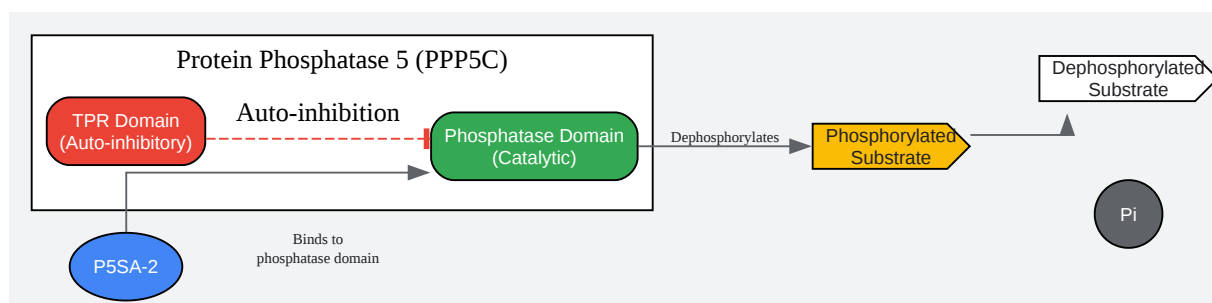 Protein Phosphatase 5 (PPP5C)
TPR Domain
(Auto-inhibitory)
Auto-inhibition
Phosphatase Domain
(Catalytic)
Dephosphorylates
Phosphorylated
Substrate
Dephosphorylated
Substrate
Pi
P5SA-2
Binds to
phosphatase domain